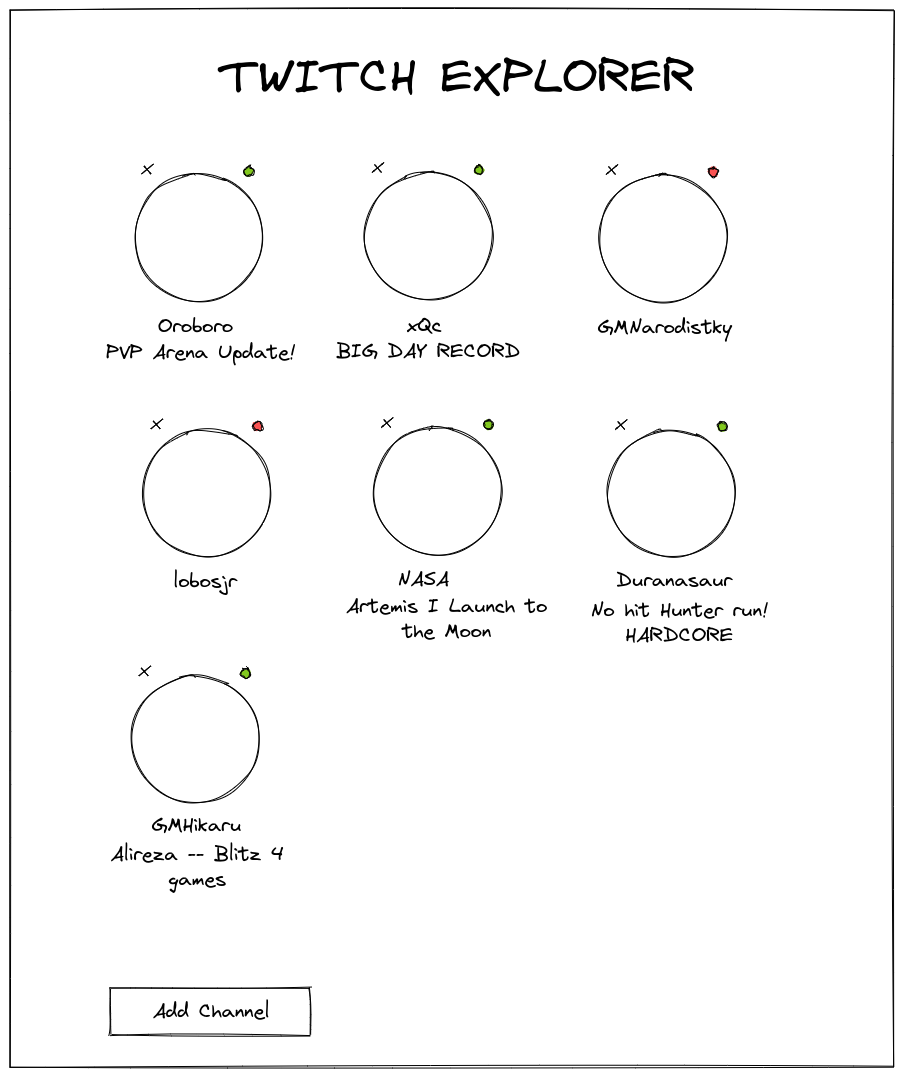 TWITCH EXPLORER
Oroboro
PVP Arena Update!
xQc
BIG DAY RECORD
GMNarodistky
lobosjr
NASA
Artemis I Launch to
the Moon
Duranasaur
No hit Hunter run!
HARDCORE
GMHikaru
Alireza -- Blitz 4
games
Add Channel